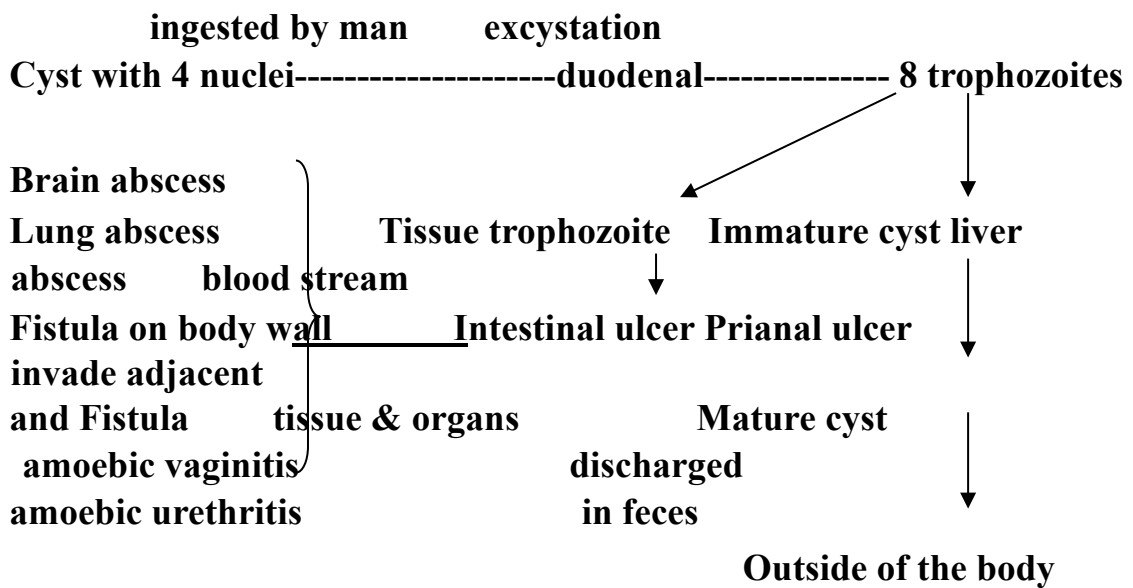 ingested by man excystation
Cyst with 4 nuclei---------------------duodenal--------------- 8 trophozoites
Brain abscess
Lung abscess Tissue trophozoite Immature cyst liver
abscess blood stream
Fistula on body wall Intestinal ulcer Prianal ulcer
invade adjacent
and Fistula tissue & organs Mature cyst
amoebic vaginitis discharged
amoebic urethritis in feces
Outside of the body